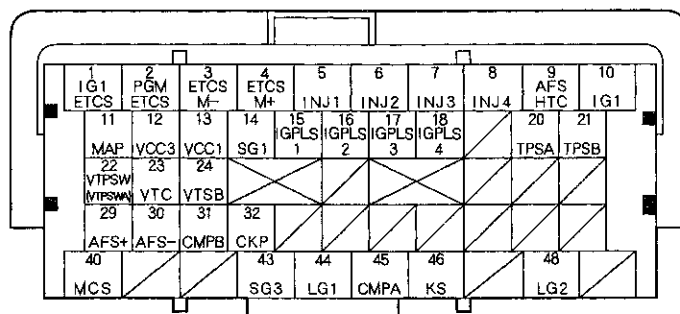 1 2 3 4 5 6 7 8 9 10
IG1 ETCS PGM ETCS ETCS M− ETCS M+ INJ1 INJ2 INJ3 INJ4 AFS HTC IG1
11 12 13 14 15 16 17 18 20 21
MAP VCC3 VCC1 SG1 IGPLS 1 IGPLS 2 IGPLS 3 IGPLS 4 TPSA TPSB
22 23 24
VTPSW (VTPSWA) VTC VTSB
29 30 31 32
AFS+ AFS− CMPB CKP
40 43 44 45 46 48
MCS SG3 LG1 CMPA KS LG2